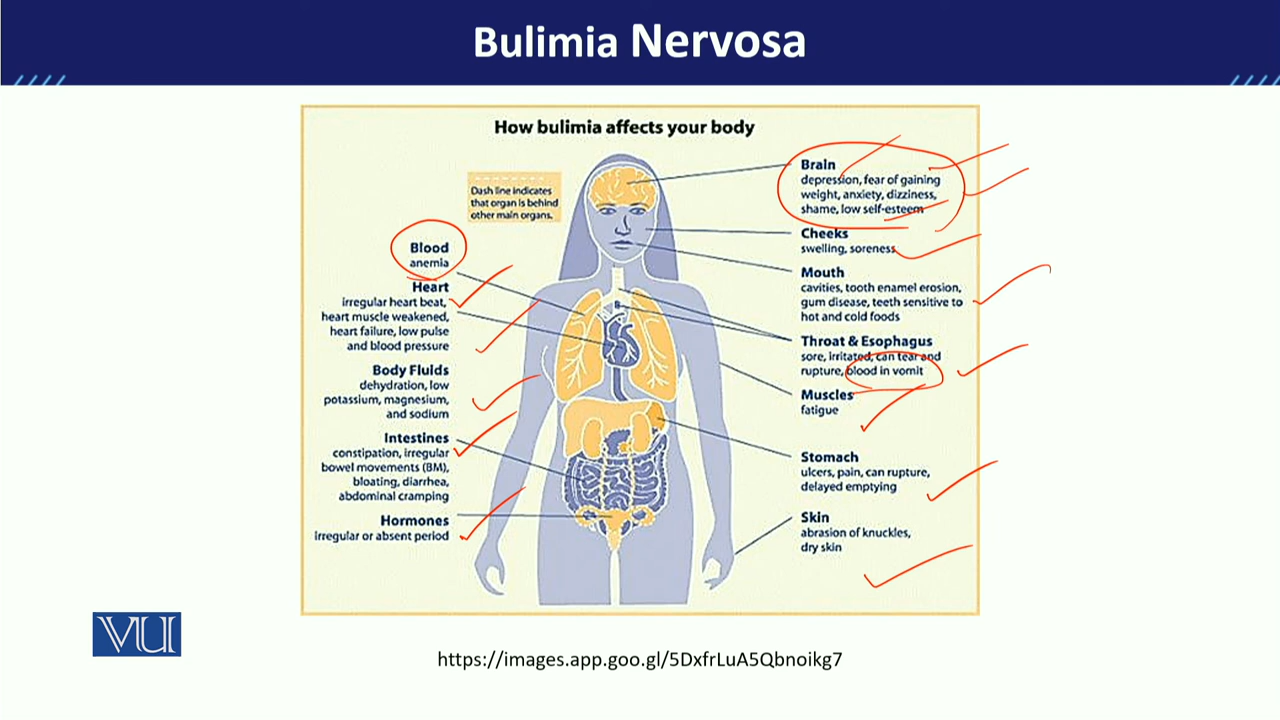 Bulimia Nervosa
How bulimia affects your body
Dash line indicates
that organ is behind
other main organs.
Blood
anemia
Heart
irregular heart beat,
heart muscle weakened,
heart failure, low pulse
and blood pressure
Body Fluids
dehydration, low
potassium, magnesium,
and sodium
Intestines
constipation, irregular
bowel movements (BM),
bloating, diarrhea,
abdominal cramping
Hormones
irregular or absent period
Brain
depression, fear of gaining
weight, anxiety, dizziness,
shame, low self-esteem
Cheeks
swelling, soreness
Mouth
cavities, tooth enamel erosion,
gum disease, teeth sensitive to
hot and cold foods
Throat & Esophagus
sore, irritated, can tear and
rupture, blood in vomit
Muscles
fatigue
Stomach
ulcers, pain, can rupture,
delayed emptying
Skin
abrasion of knuckles,
dry skin
VU
https://images.app.goo.gl/5DxfrLuA5Qbnoikg7